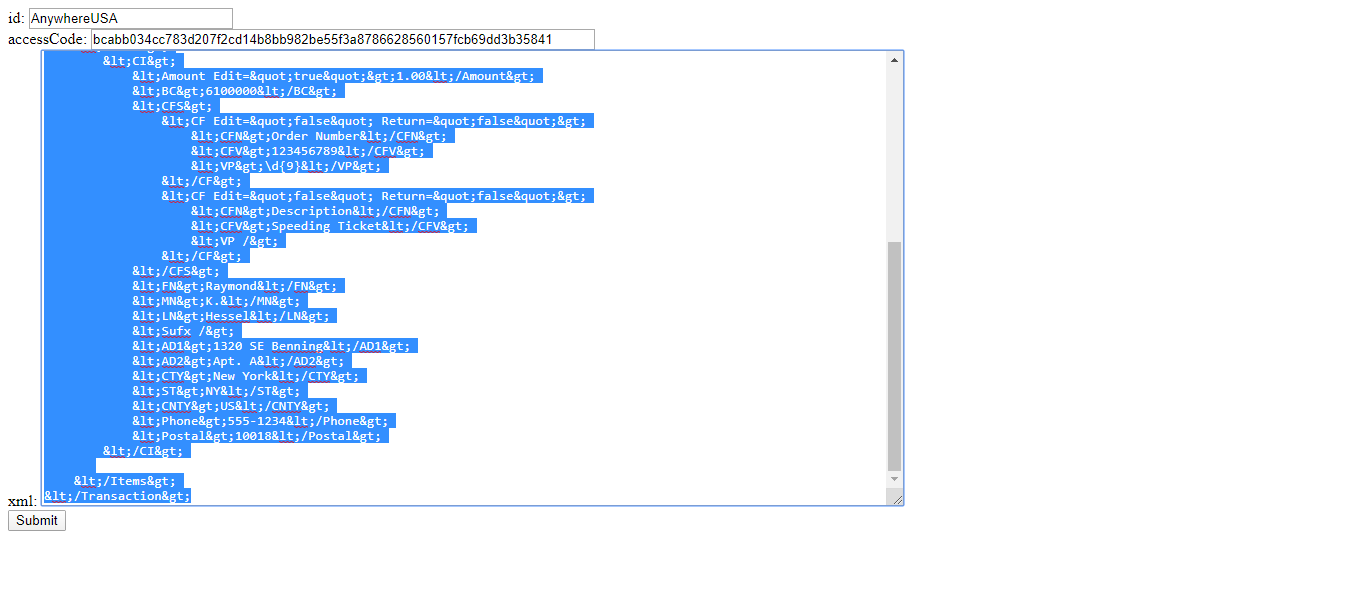 id: AnywhereUSA
accessCode: bcabb034cc783d207f2cd14b8bb982be55f3a8786628560157fcb69dd3b35841
&lt;CI&gt;
&lt;Amount Edit=&quot;true&quot;&gt;1.00&lt;/Amount&gt;
&lt;BC&gt;6100000&lt;/BC&gt;
&lt;CFS&gt;
&lt;CF Edit=&quot;false&quot; Return=&quot;false&quot;&gt;
&lt;CFN&gt;Order Number&lt;/CFN&gt;
&lt;CFV&gt;123456789&lt;/CFV&gt;
&lt;VP&gt;\d{9}&lt;/VP&gt;
&lt;/CF&gt;
&lt;CF Edit=&quot;false&quot; Return=&quot;false&quot;&gt;
&lt;CFN&gt;Description&lt;/CFN&gt;
&lt;CFV&gt;Speeding Ticket&lt;/CFV&gt;
&lt;VP /&gt;
&lt;/CF&gt;
&lt;/CFS&gt;
&lt;FN&gt;Raymond&lt;/FN&gt;
&lt;MN&gt;K.&lt;/MN&gt;
&lt;LN&gt;Hessel&lt;/LN&gt;
&lt;Sufx /&gt;
&lt;AD1&gt;1320 SE Benning&lt;/AD1&gt;
&lt;AD2&gt;Apt. A&lt;/AD2&gt;
&lt;CTY&gt;New York&lt;/CTY&gt;
&lt;ST&gt;NY&lt;/ST&gt;
&lt;CNTY&gt;US&lt;/CNTY&gt;
&lt;Phone&gt;555-1234&lt;/Phone&gt;
&lt;Postal&gt;10018&lt;/Postal&gt;
&lt;/CI&gt;
&lt;/Items&gt;
xml: &lt;/Transaction&gt;
Submit